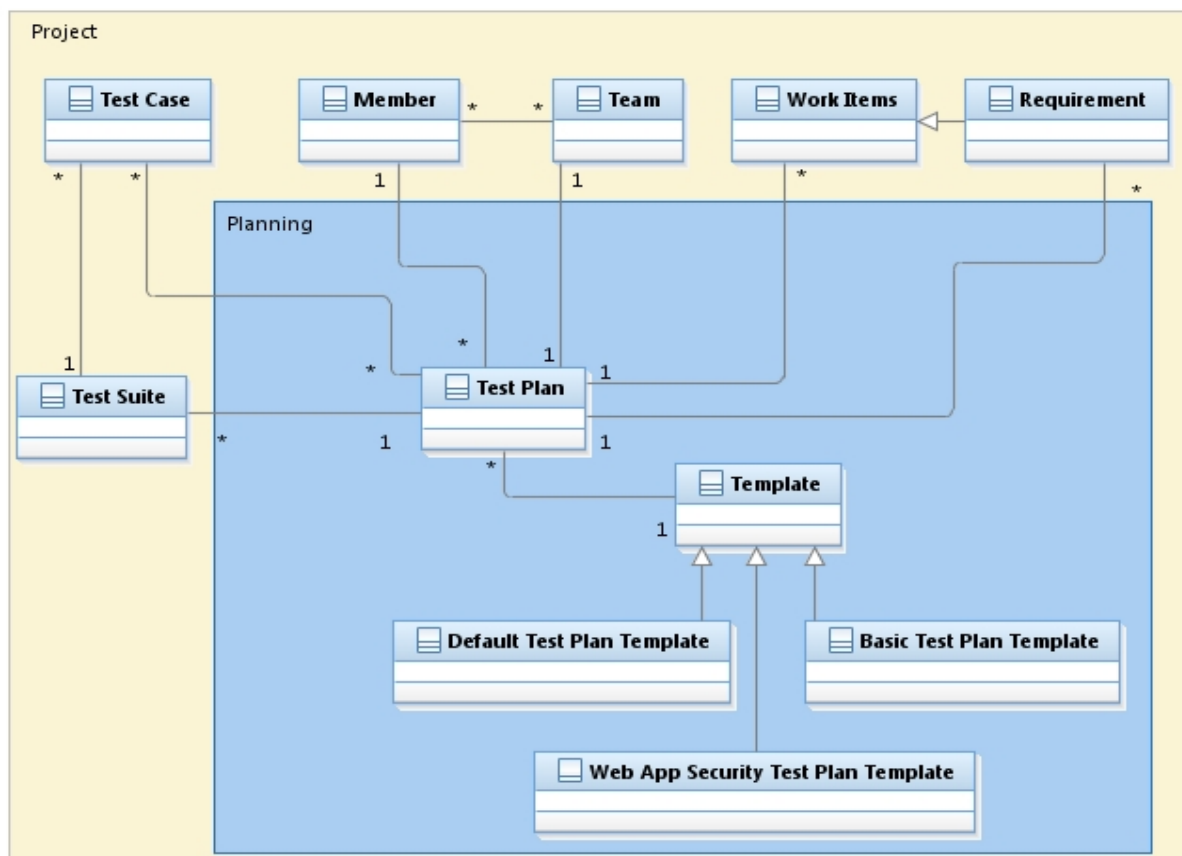 Project
Test Case
Member
* *
Team
Work Items
Requirement
* *
1
1
*
*
Planning
1
*
*
1
1
Test Suite
Test Plan
*
1
1
*
Template
1
Default Test Plan Template
Basic Test Plan Template
Web App Security Test Plan Template